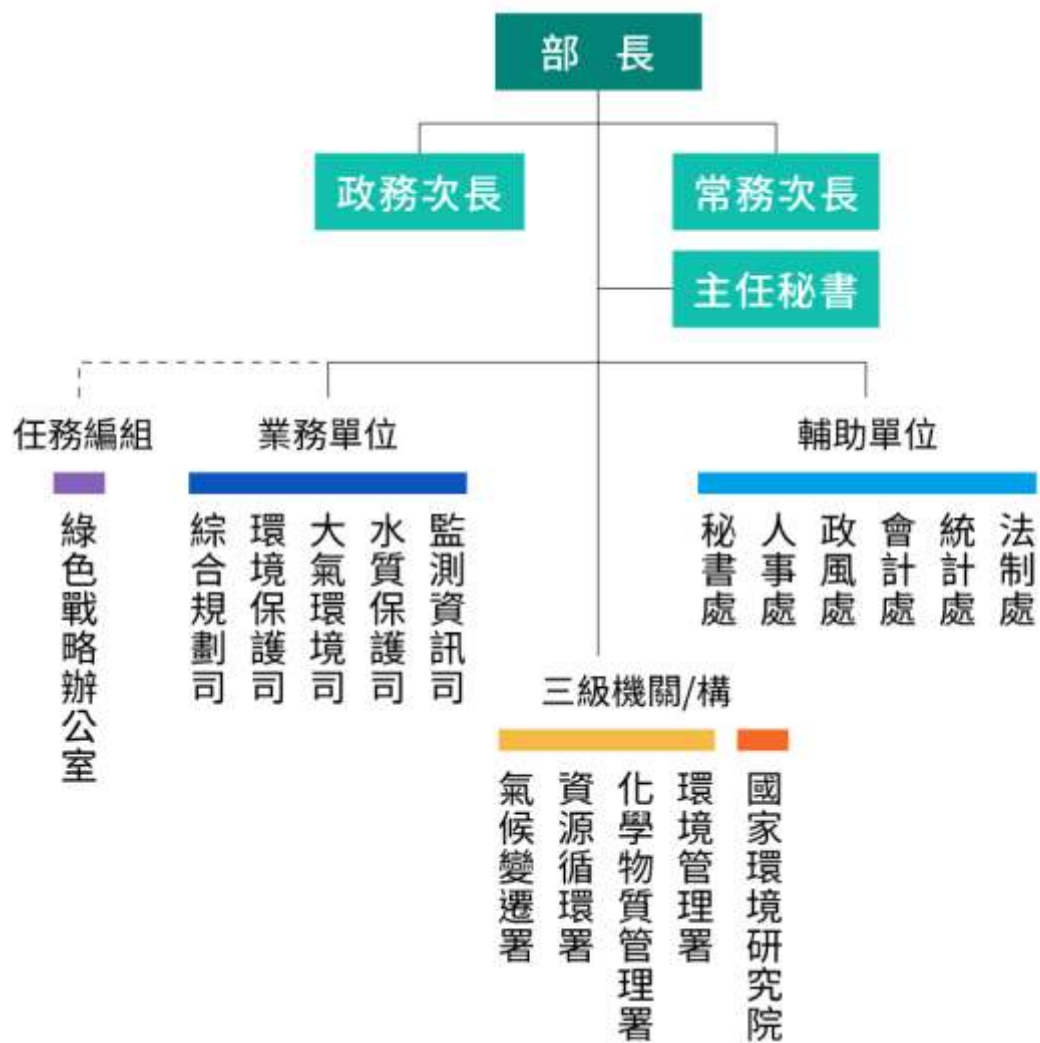 部 長
政務次長
常務次長
主任秘書
任務編組
業務單位
輔助單位
綠色戰略辦公室
綜合規劃司
環境保護司
大氣環境司
水質保護司
監測資訊司
秘書處
人事處
政風處
會計處
統計處
法制處
三級機關/構
氣候變遷署
資源循環署
化學物質管理署
環境管理署
國家環境研究院